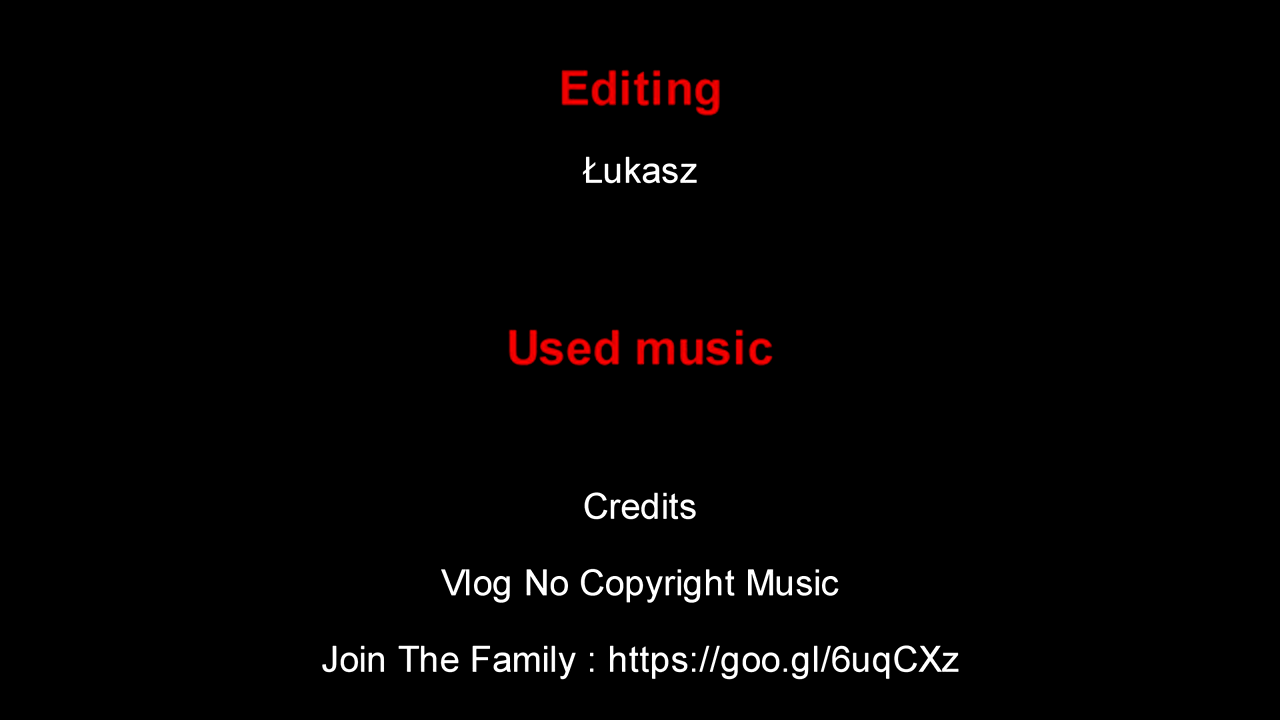 Editing
Łukasz
Used music
Credits
Vlog No Copyright Music
Join The Family : https://goo.gl/6uqCXz